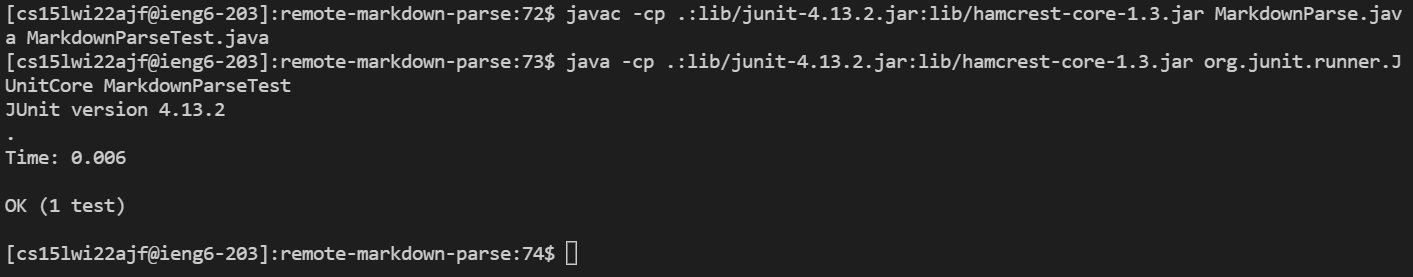 [cs15lwi22ajf@ieng6-203]:remote-markdown-parse:72$ javac -cp .:lib/junit-4.13.2.jar:lib/hamcrest-core-1.3.jar MarkdownParse.jav
a MarkdownParseTest.java
[cs15lwi22ajf@ieng6-203]:remote-markdown-parse:73$ java -cp .:lib/junit-4.13.2.jar:lib/hamcrest-core-1.3.jar org.junit.runner.J
UnitCore MarkdownParseTest
JUnit version 4.13.2
.
Time: 0.006
OK (1 test)
[cs15lwi22ajf@ieng6-203]:remote-markdown-parse:74$